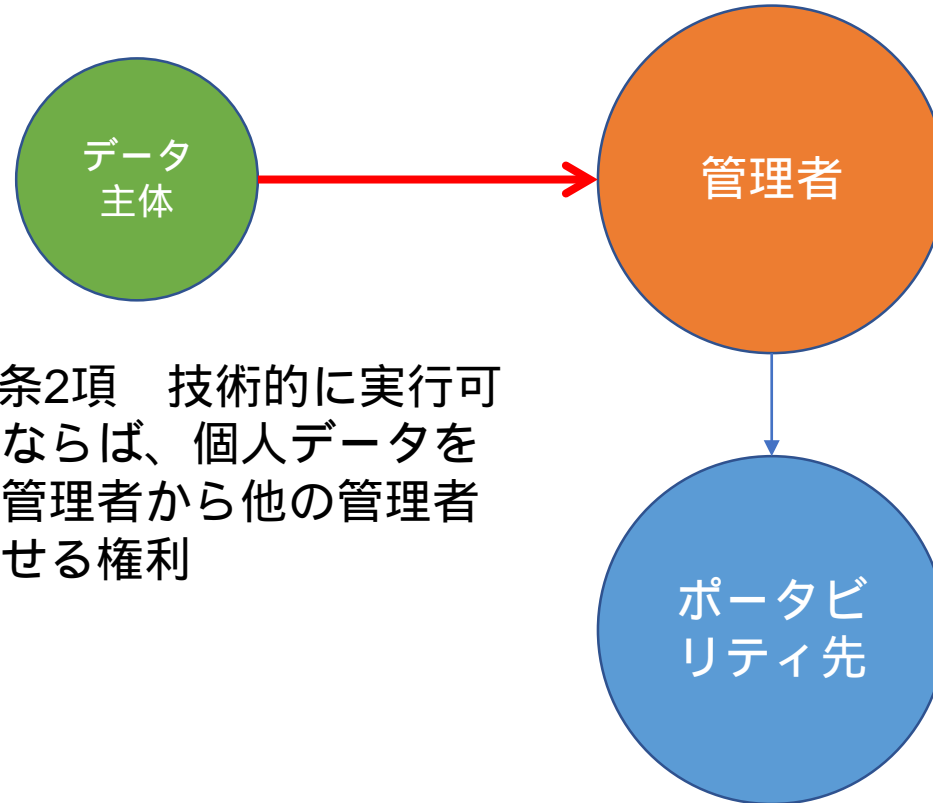 データ
主体
管理者
条2項　技術的に実行可
ならば、個人データを
管理者から他の管理者
せる権利
ポータビ
リティ先